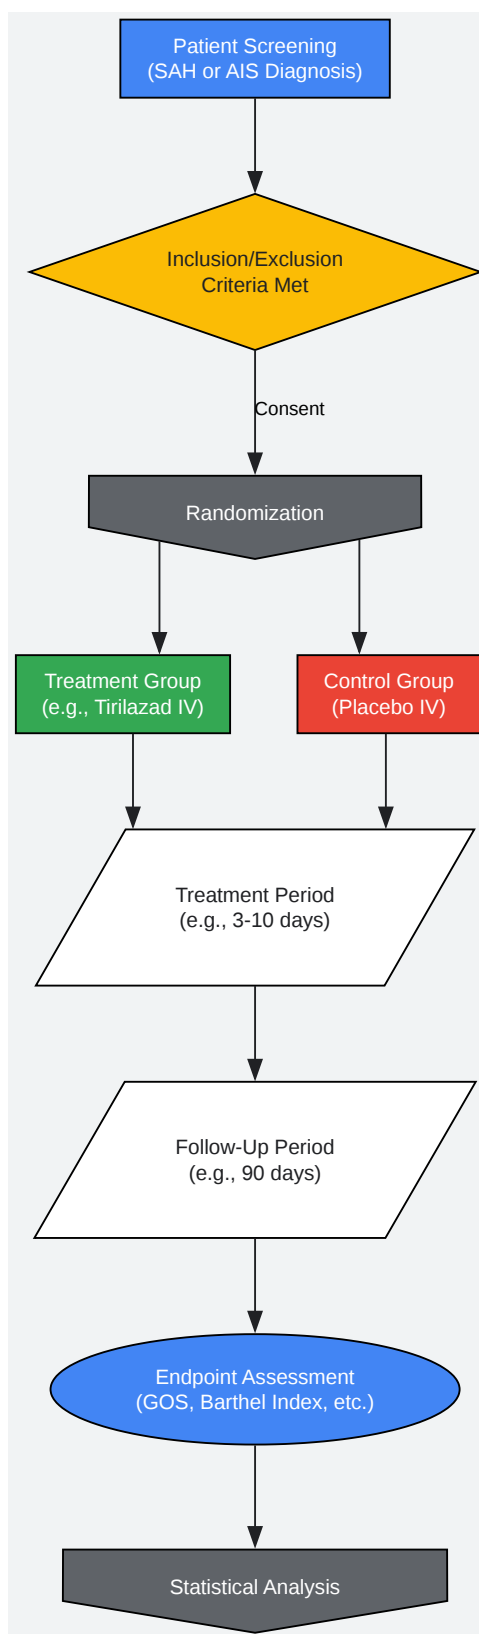 Patient Screening
(SAH or AIS Diagnosis)
Inclusion/Exclusion
Criteria Met
Consent
Randomization
Treatment Group
(e.g., Tirilazad IV)
Control Group
(Placebo IV)
Treatment Period
(e.g., 3-10 days)
Follow-Up Period
(e.g., 90 days)
Endpoint Assessment
(GOS, Barthel Index, etc.)
Statistical Analysis